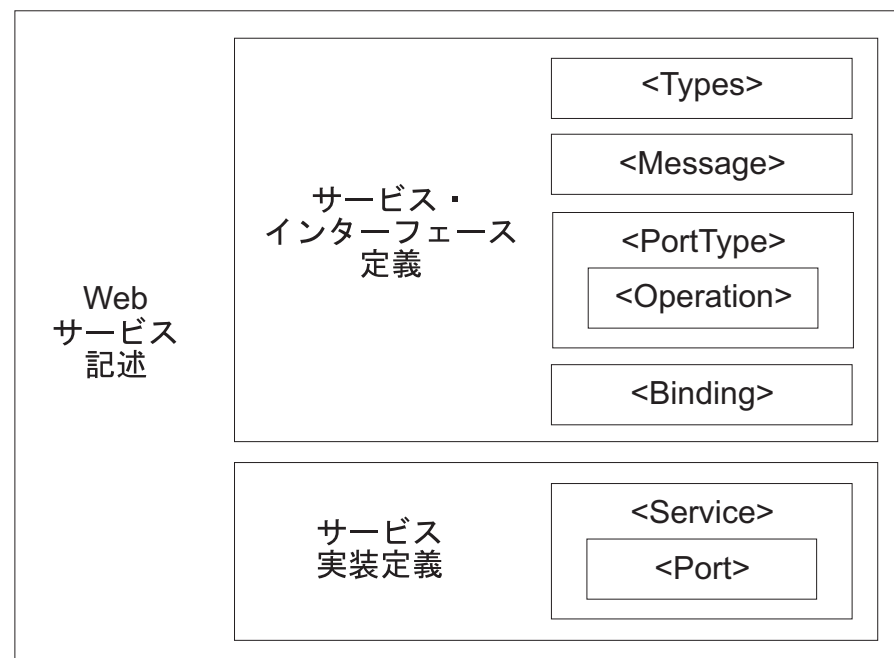 Web
サービス
記述
サービス・
インターフェース
定義
<Types>
<Message>
<PortType>
<Operation>
<Binding>
サービス
実装定義
<Service>
<Port>